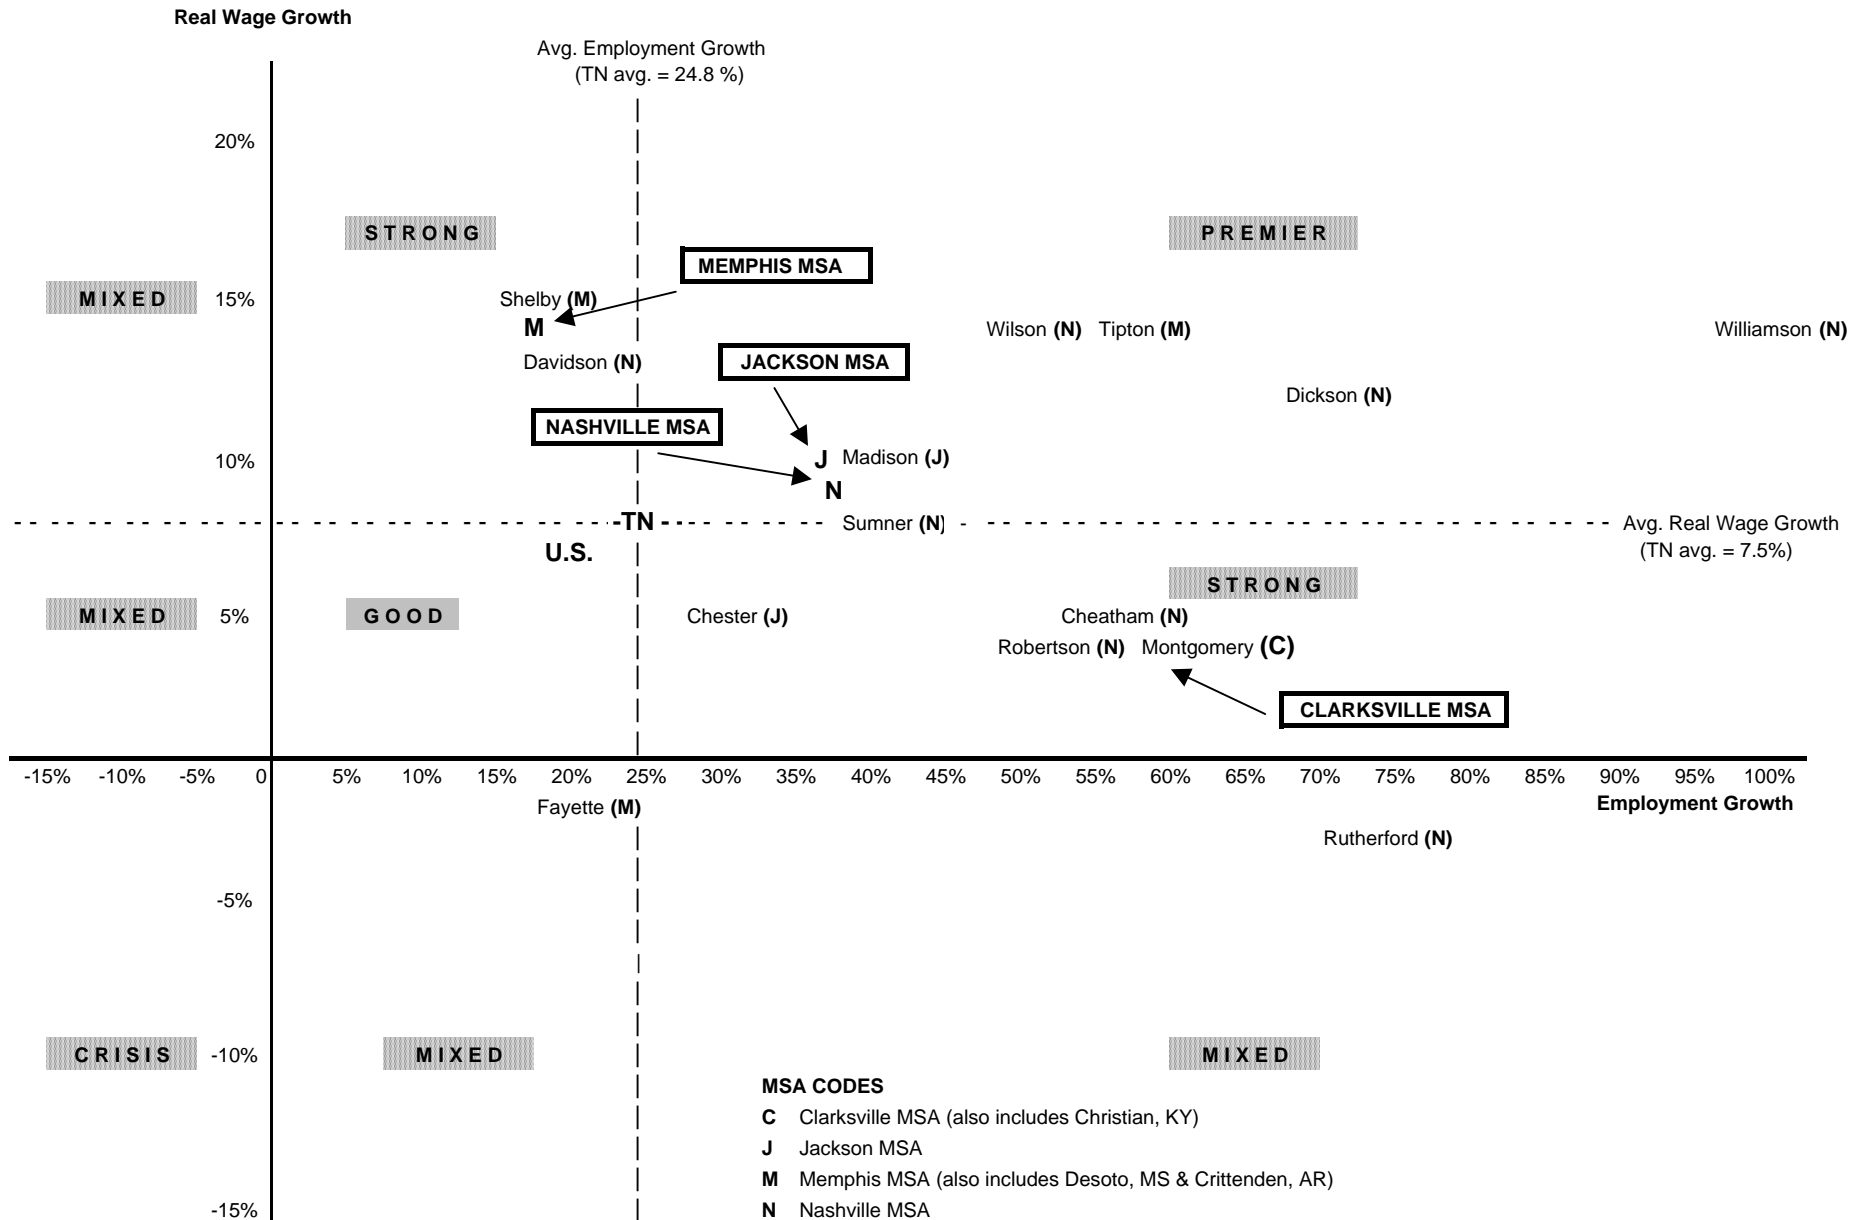 Real Wage Growth
Avg. Employment Growth
(TN avg. = 24.8 %)
20%
STRONG
PREMIER
MEMPHIS MSA
MIXED
15%
Shelby (M)
M
Wilson (N)
Tipton (M)
Williamson (N)
Davidson (N)
JACKSON MSA
Dickson (N)
NASHVILLE MSA
10%
J
Madison (J)
N
TN
Sumner (N)
Avg. Real Wage Growth
(TN avg. = 7.5%)
U.S.
STRONG
MIXED
5%
GOOD
Chester (J)
Cheatham (N)
Robertson (N)
Montgomery (C)
CLARKSVILLE MSA
-15% -10% -5% 0 5% 10% 15% 20% 25% 30% 35% 40% 45% 50% 55% 60% 65% 70% 75% 80% 85% 90% 95% 100%
Employment Growth
Fayette (M)
Rutherford (N)
-5%
CRISIS
-10%
MIXED
MIXED
MSA CODES
C Clarksville MSA (also includes Christian, KY)
J Jackson MSA
M Memphis MSA (also includes Desoto, MS & Crittenden, AR)
N Nashville MSA
-15%